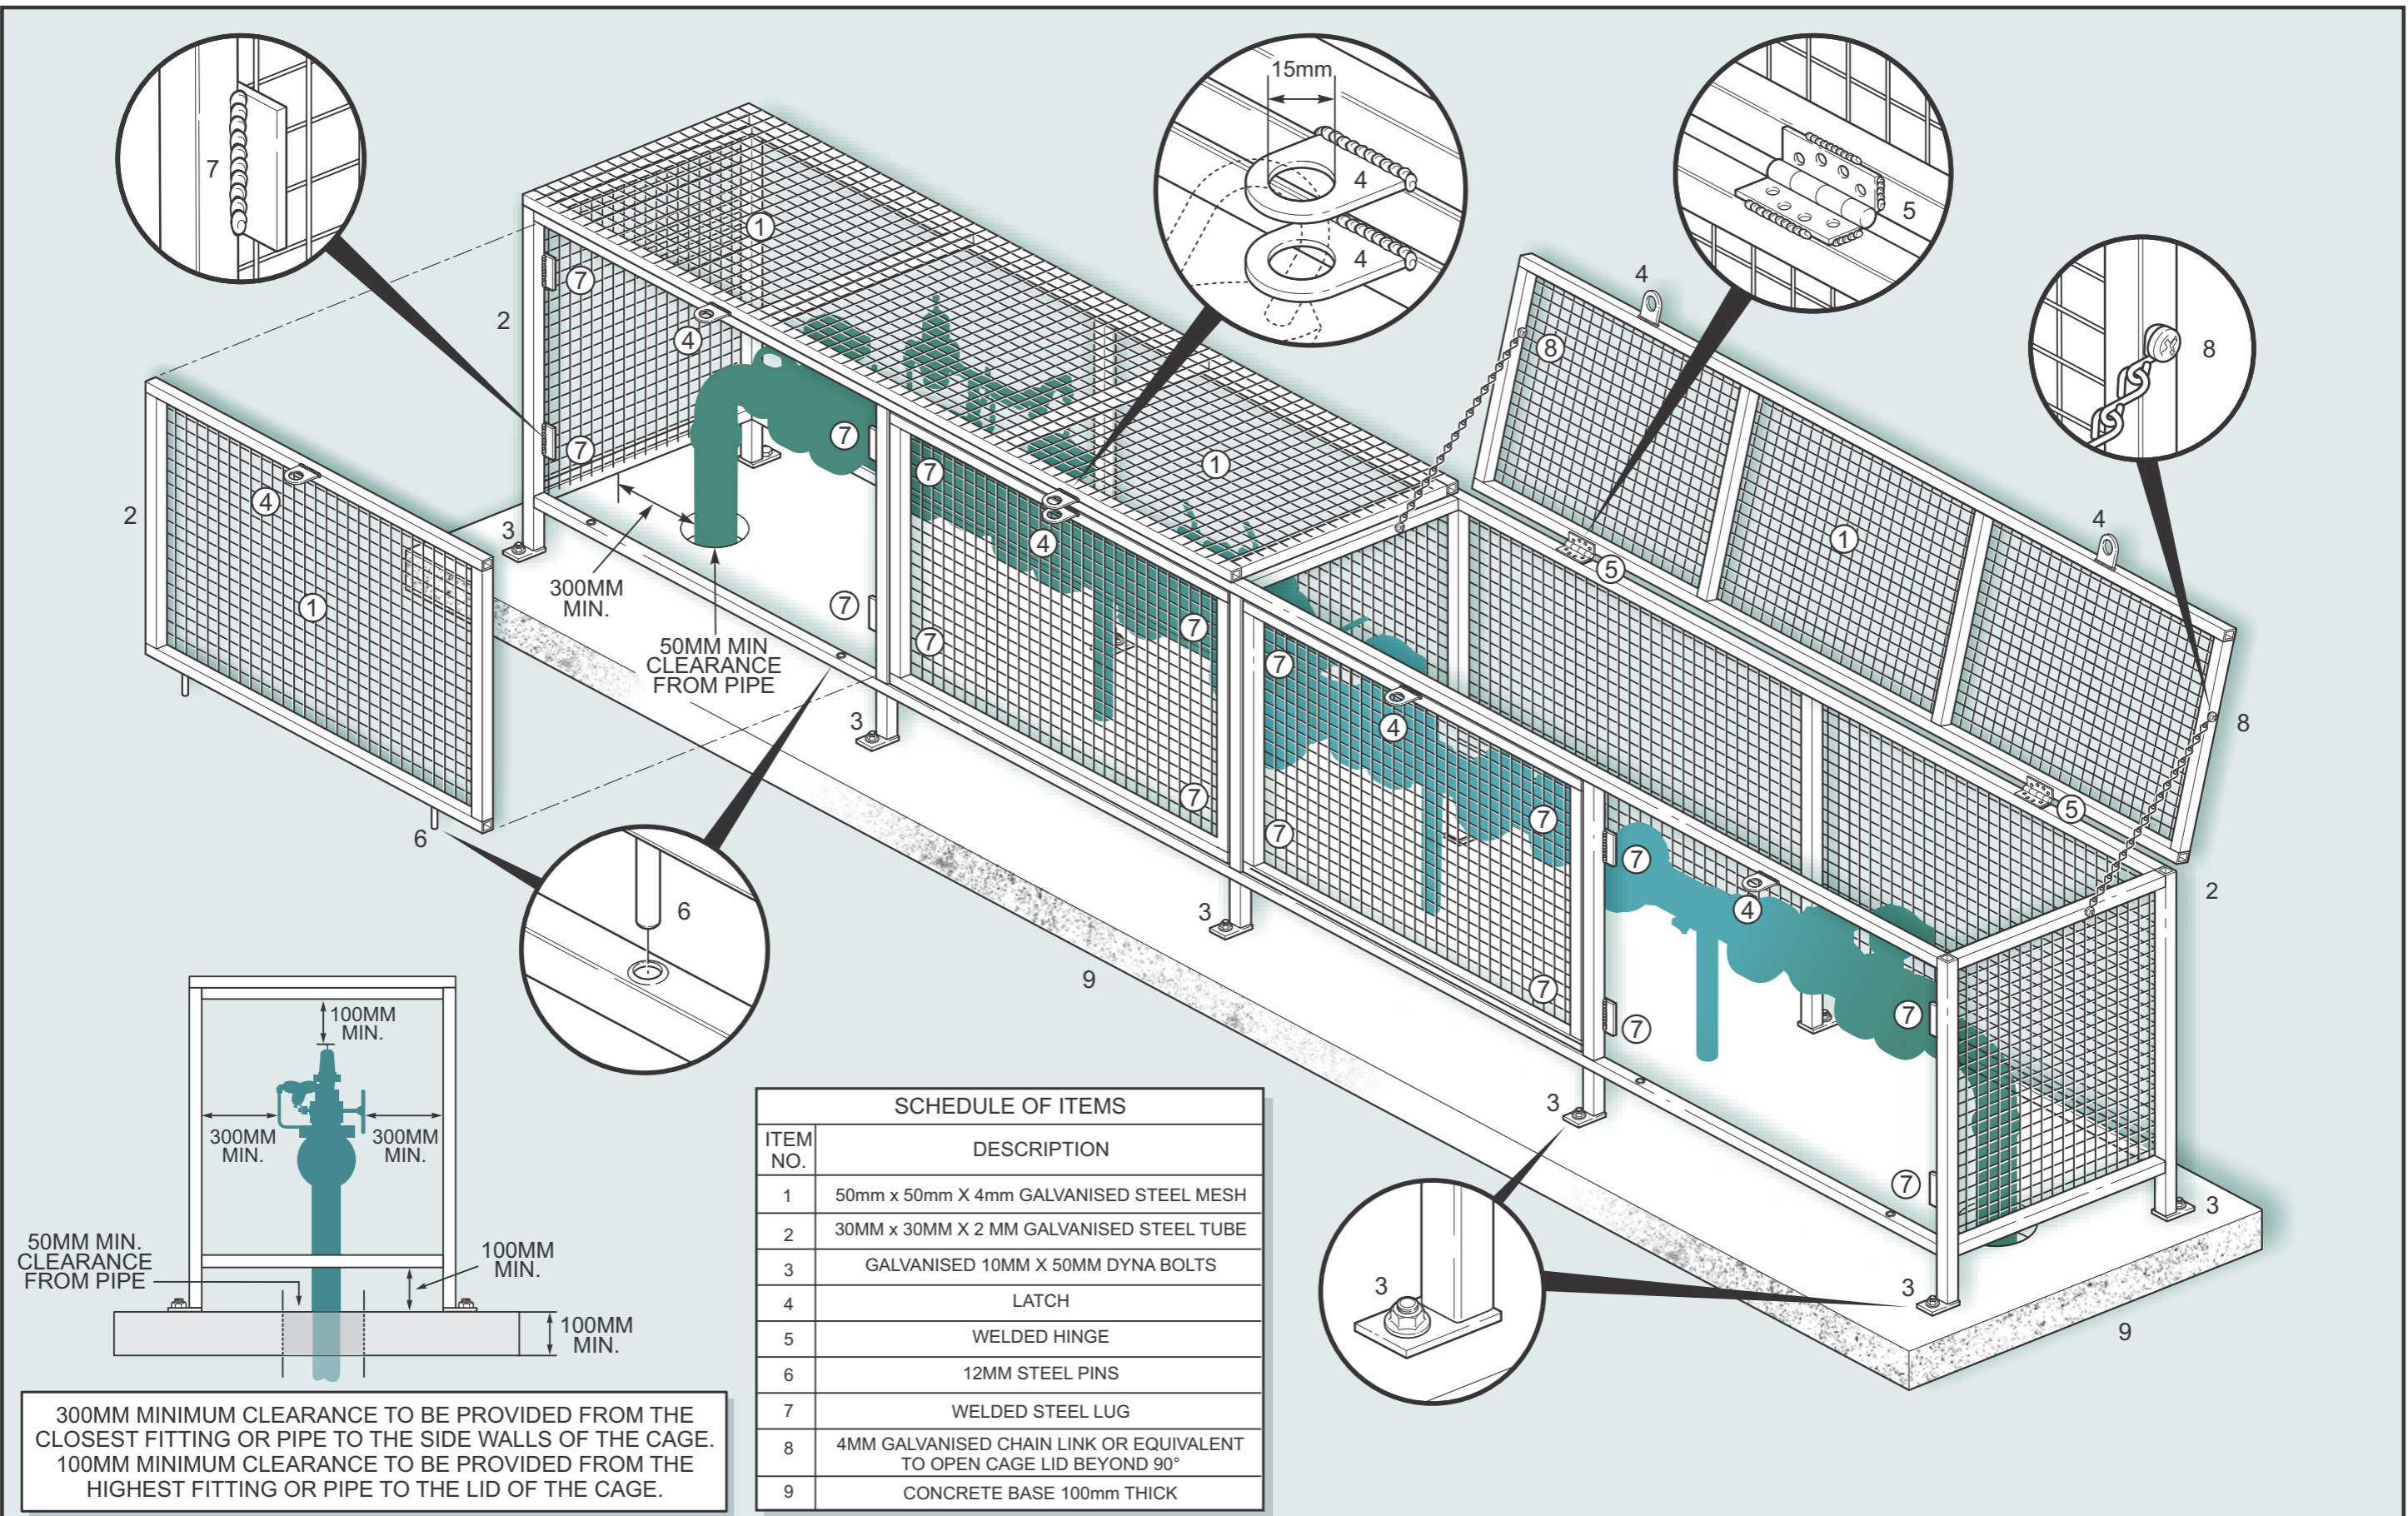 7
15mm
4
4
5
8
1
7
2
4
7
7
7
4
1
8
4
1
4
5
8
2
4
1
3
300MM
MIN.
50MM MIN
CLEARANCE
FROM PIPE
7
7
7
4
7
7
7
7
4
7
7
5
2
6
6
3
3
9
7
7
4
7
7
3
3
3
3
9
100MM
MIN.
300MM
MIN.
300MM
MIN.
50MM MIN.
CLEARANCE
FROM PIPE
100MM
MIN.
100MM
MIN.
300MM MINIMUM CLEARANCE TO BE PROVIDED FROM THE
CLOSEST FITTING OR PIPE TO THE SIDE WALLS OF THE CAGE.
100MM MINIMUM CLEARANCE TO BE PROVIDED FROM THE
HIGHEST FITTING OR PIPE TO THE LID OF THE CAGE.
SCHEDULE OF ITEMS
ITEM NO. DESCRIPTION
1 50mm x 50mm X 4mm GALVANISED STEEL MESH
2 30MM x 30MM X 2 MM GALVANISED STEEL TUBE
3 GALVANISED 10MM X 50MM DYNA BOLTS
4 LATCH
5 WELDED HINGE
6 12MM STEEL PINS
7 WELDED STEEL LUG
8 4MM GALVANISED CHAIN LINK OR EQUIVALENT
TO OPEN CAGE LID BEYOND 90°
9 CONCRETE BASE 100mm THICK